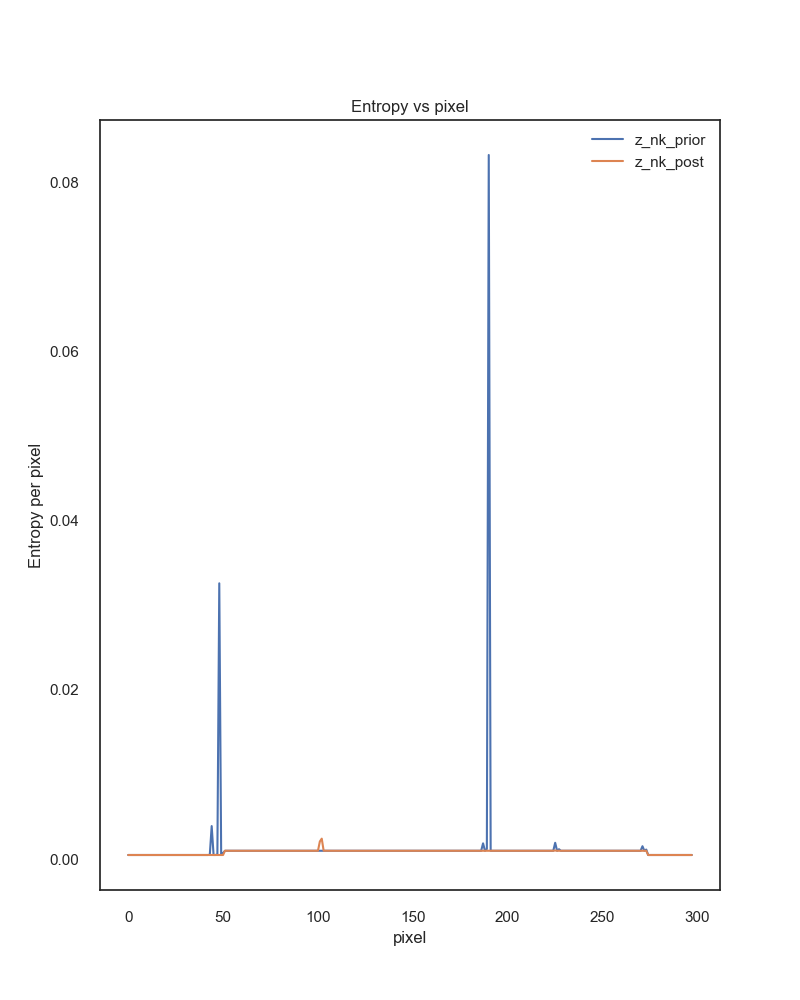 Entropy vs pixel
z_nk_prior
z_nk_post
0.08
0.06
0.04
0.02
0.00
Entropy per pixel
0 50 100 150 200 250 300
pixel